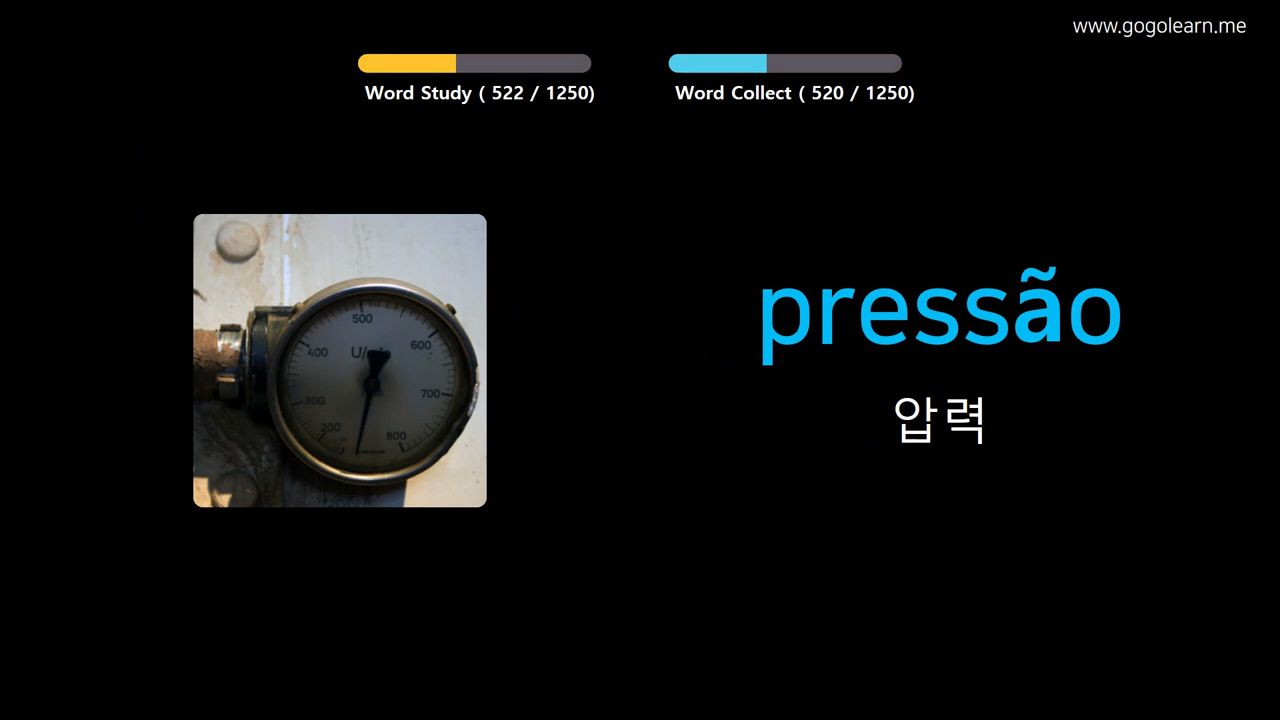 www.gogolearn.me
Word Study ( 522 / 1250)
Word Collect ( 520 / 1250)
pressão
압력
500
400
600
300
700
200
800